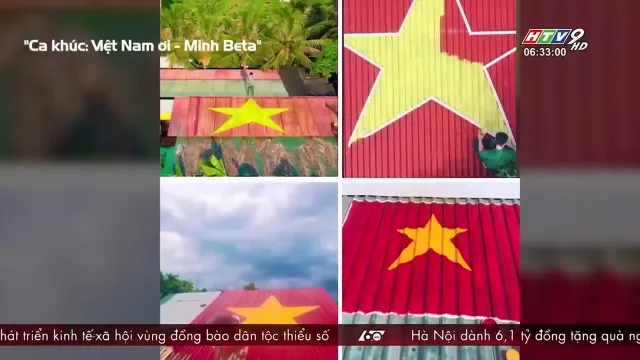 "Ca khúc: Việt Nam ơi - Minh Beta"
HTV9 HD
06:33:00
hát triển kinh tế-xã hội vùng đồng bào dân tộc thiểu số
60
Hà Nội dành 6,1 tỷ đồng tặng quà n